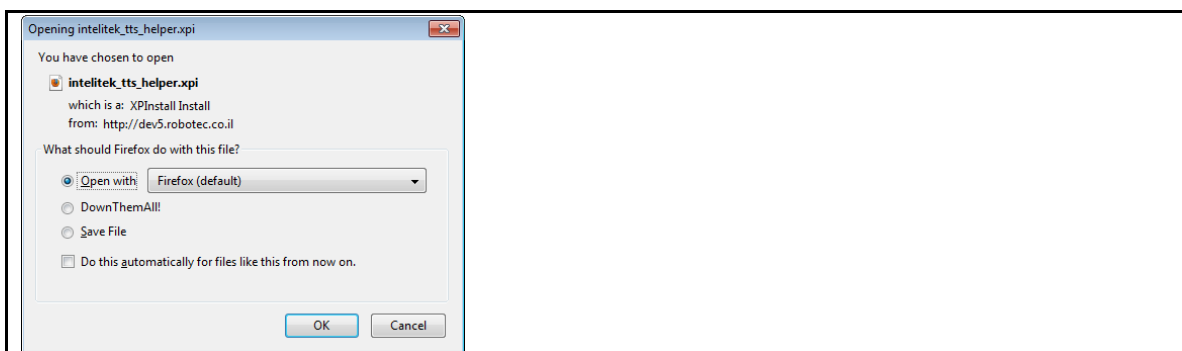 Opening intelitek_tts_helper.xpi
You have chosen to open
intelitek_tts_helper.xpi
which is a: XPInstall Install
from: http://dev5.robotec.co.il
What should Firefox do with this file?
Open with Firefox (default)
DownThemAll!
Save File
Do this automatically for files like this from now on.
OK Cancel